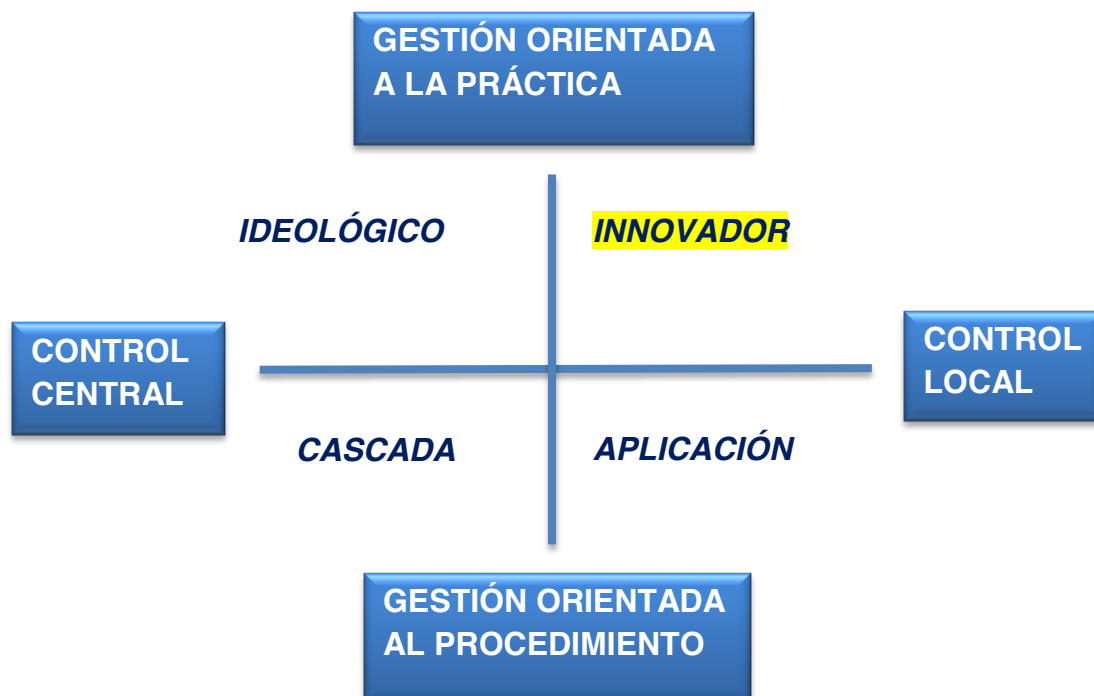 GESTIÓN ORIENTADA
A LA PRÁCTICA
IDEOLÓGICO
INNOVADOR
CONTROL
CENTRAL
CONTROL
LOCAL
CASCADA
APLICACIÓN
GESTIÓN ORIENTADA
AL PROCEDIMIENTO